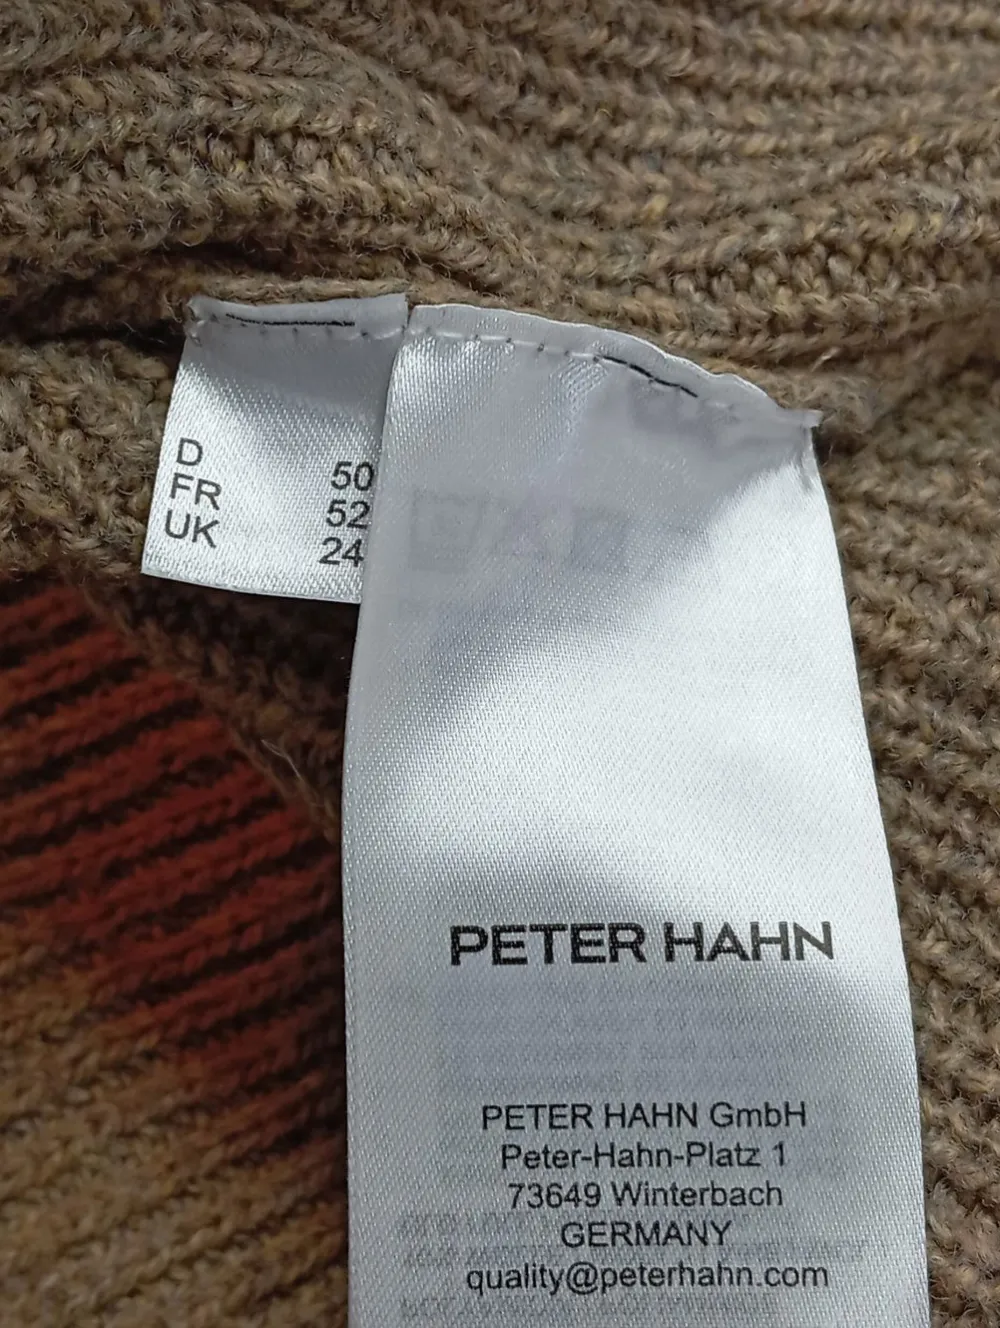 D 50
FR 52
UK 24
PETER HAHN
PETER HAHN GmbH
Peter-Hahn-Platz 1
73649 Winterbach
GERMANY
quality@peterhahn.com